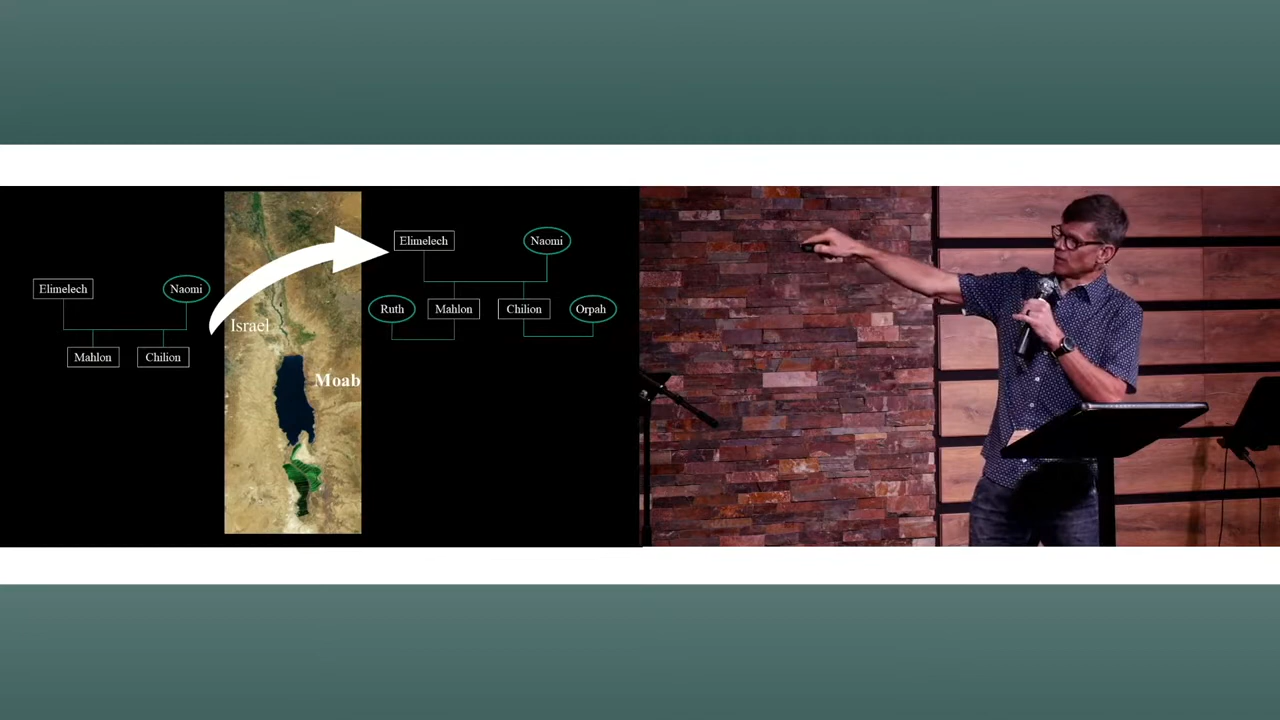 Elimelech
Naomi
Mahlon
Chilion
Israel
Moab
Elimelech
Naomi
Ruth
Mahlon
Chilion
Orpah